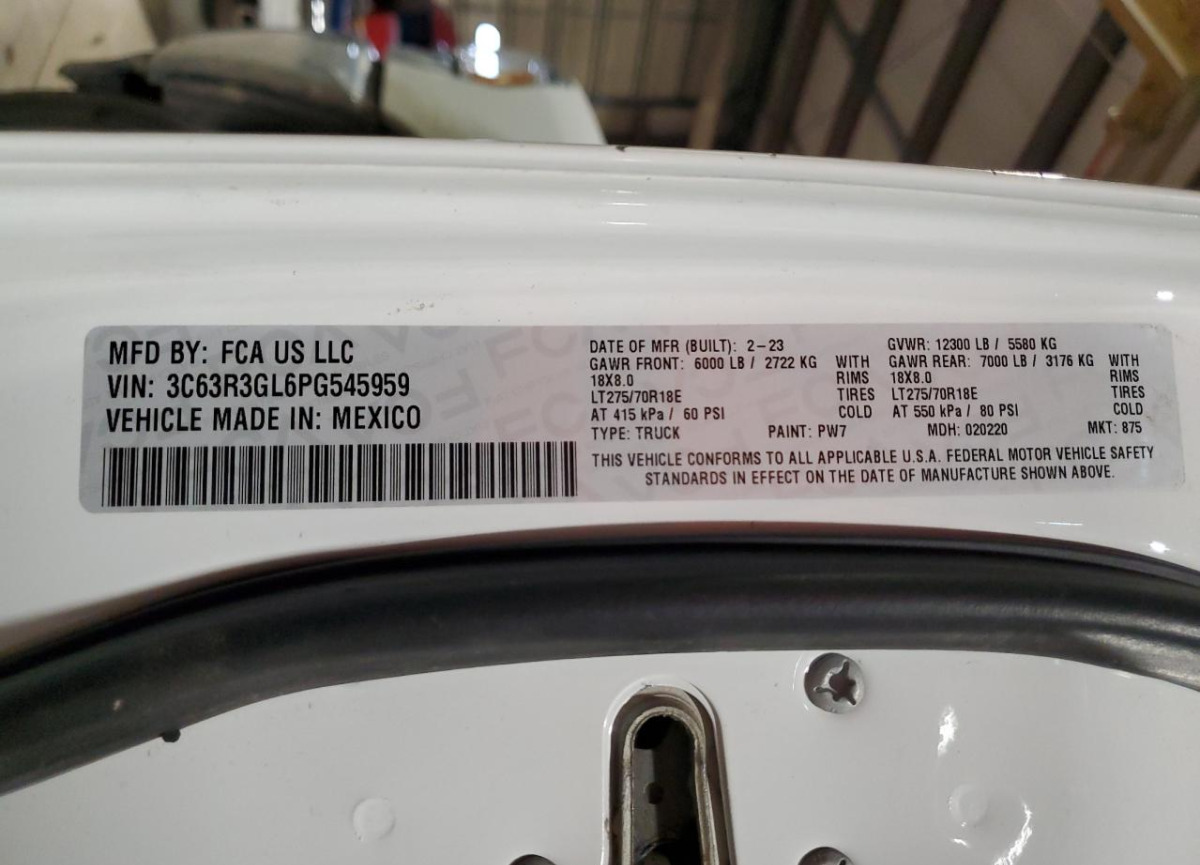 MFD BY: FCA US LLC
VIN: 3C63R3GL6PG545959
VEHICLE MADE IN: MEXICO
DATE OF MFR (BUILT): 2-23 GVWR: 12300 LB / 5580 KG
GAWR FRONT: 6000 LB / 2722 KG WITH GAWR REAR: 7000 LB / 3176 KG WITH
18X8.0 RIMS 18X8.0 RIMS
LT275/70R18E TIRES LT275/70R18E TIRES
AT 415 kPa / 60 PSI COLD AT 550 kPa / 80 PSI COLD
TYPE: TRUCK PAINT: PW7 MDH: 020220 MKT: 875
THIS VEHICLE CONFORMS TO ALL APPLICABLE U.S.A. FEDERAL MOTOR VEHICLE SAFETY
STANDARDS IN EFFECT ON THE DATE OF MANUFACTURE SHOWN ABOVE.